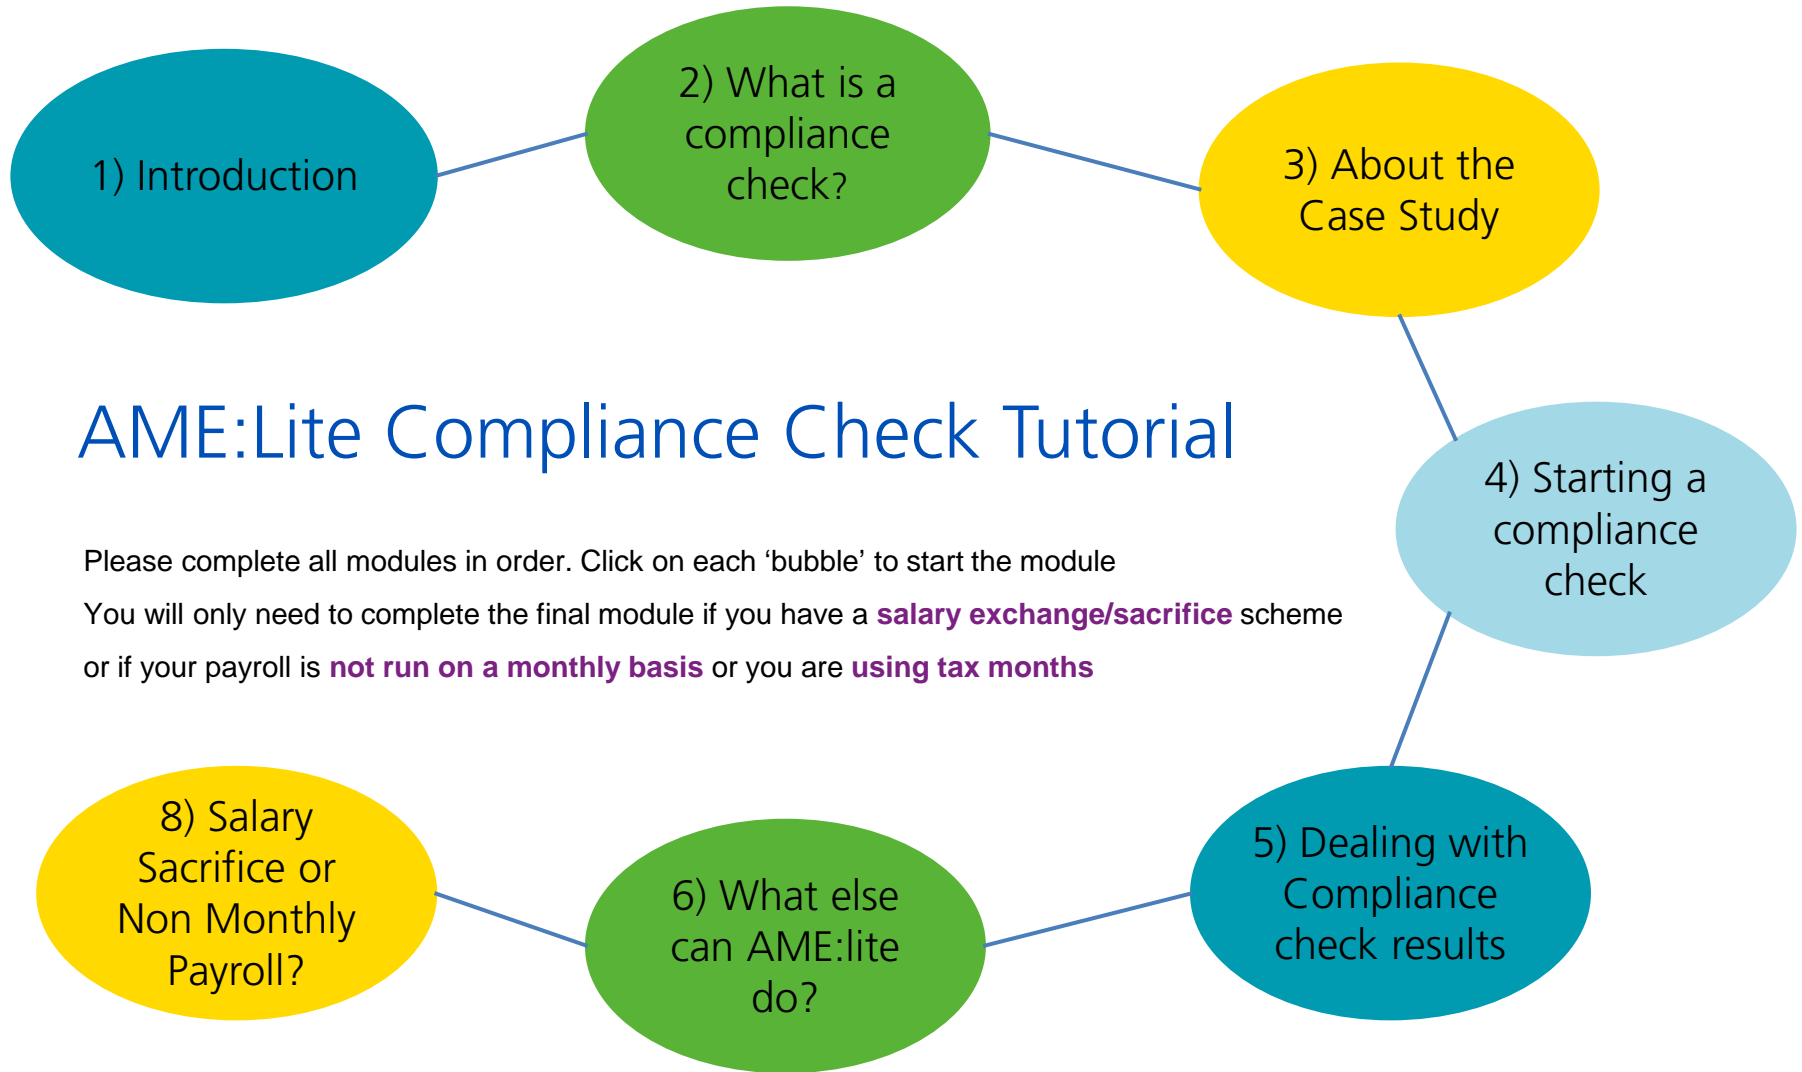 1) Introduction
2) What is a
compliance
check?
3) About the
Case Study
AME:Lite Compliance Check Tutorial
4) Starting a
compliance
check
Please complete all modules in order. Click on each ‘bubble’ to start the module
You will only need to complete the final module if you have a salary exchange/sacrifice scheme
or if your payroll is not run on a monthly basis or you are using tax months
5) Dealing with
Compliance
check results
6) What else
can AME:lite
do?
8) Salary
Sacrifice or
Non Monthly
Payroll?